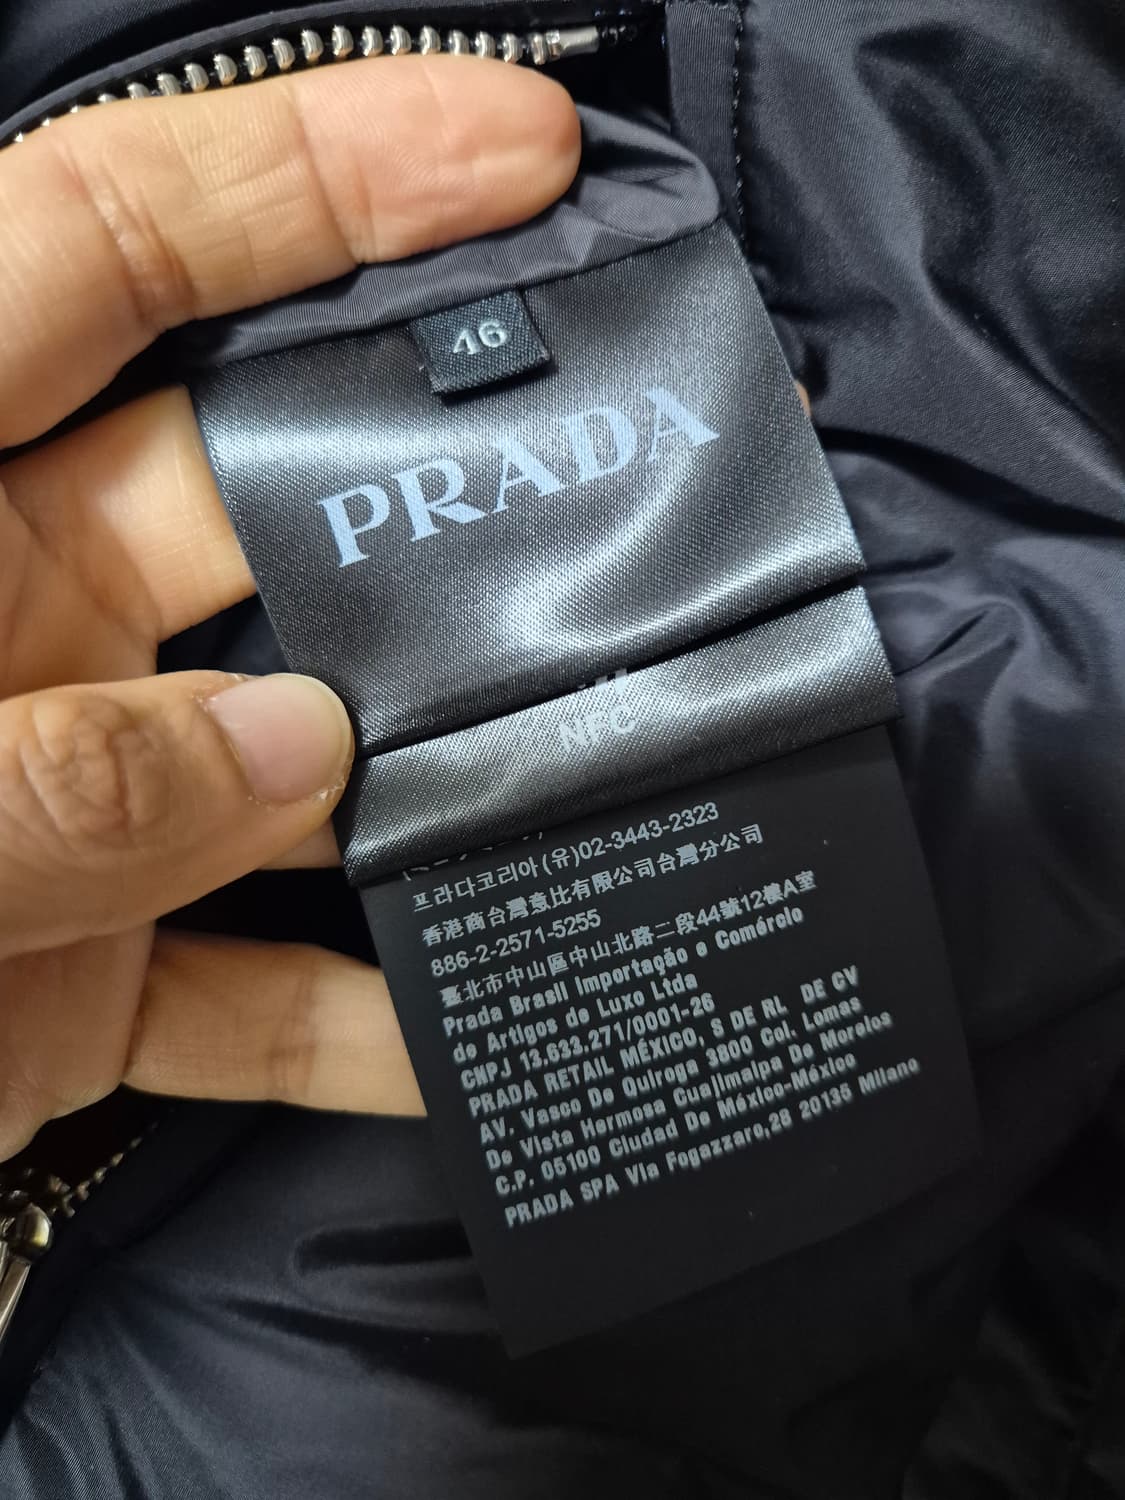 46
PRADA
NFC
프라다코리아(유)02-3443-2323
香港商台灣意比有限公司台灣分公司
886-2-2571-5255
臺北市中山區中山北路二段44號12樓A室
Prada Brasil Importação e Comércio
de Artigos de Luxo Ltda
CNPJ 13.633.271/0001-26
PRADA RETAIL MÉXICO, S DE RL DE CV
AV. Vasco De Quiroga 3800 Col. Lomas
De Vista Hermosa Guajimalpa De Morelos
C.P. 05100 Ciudad De México-México
PRADA SPA Via Fogazzaro,28 20135 Milano